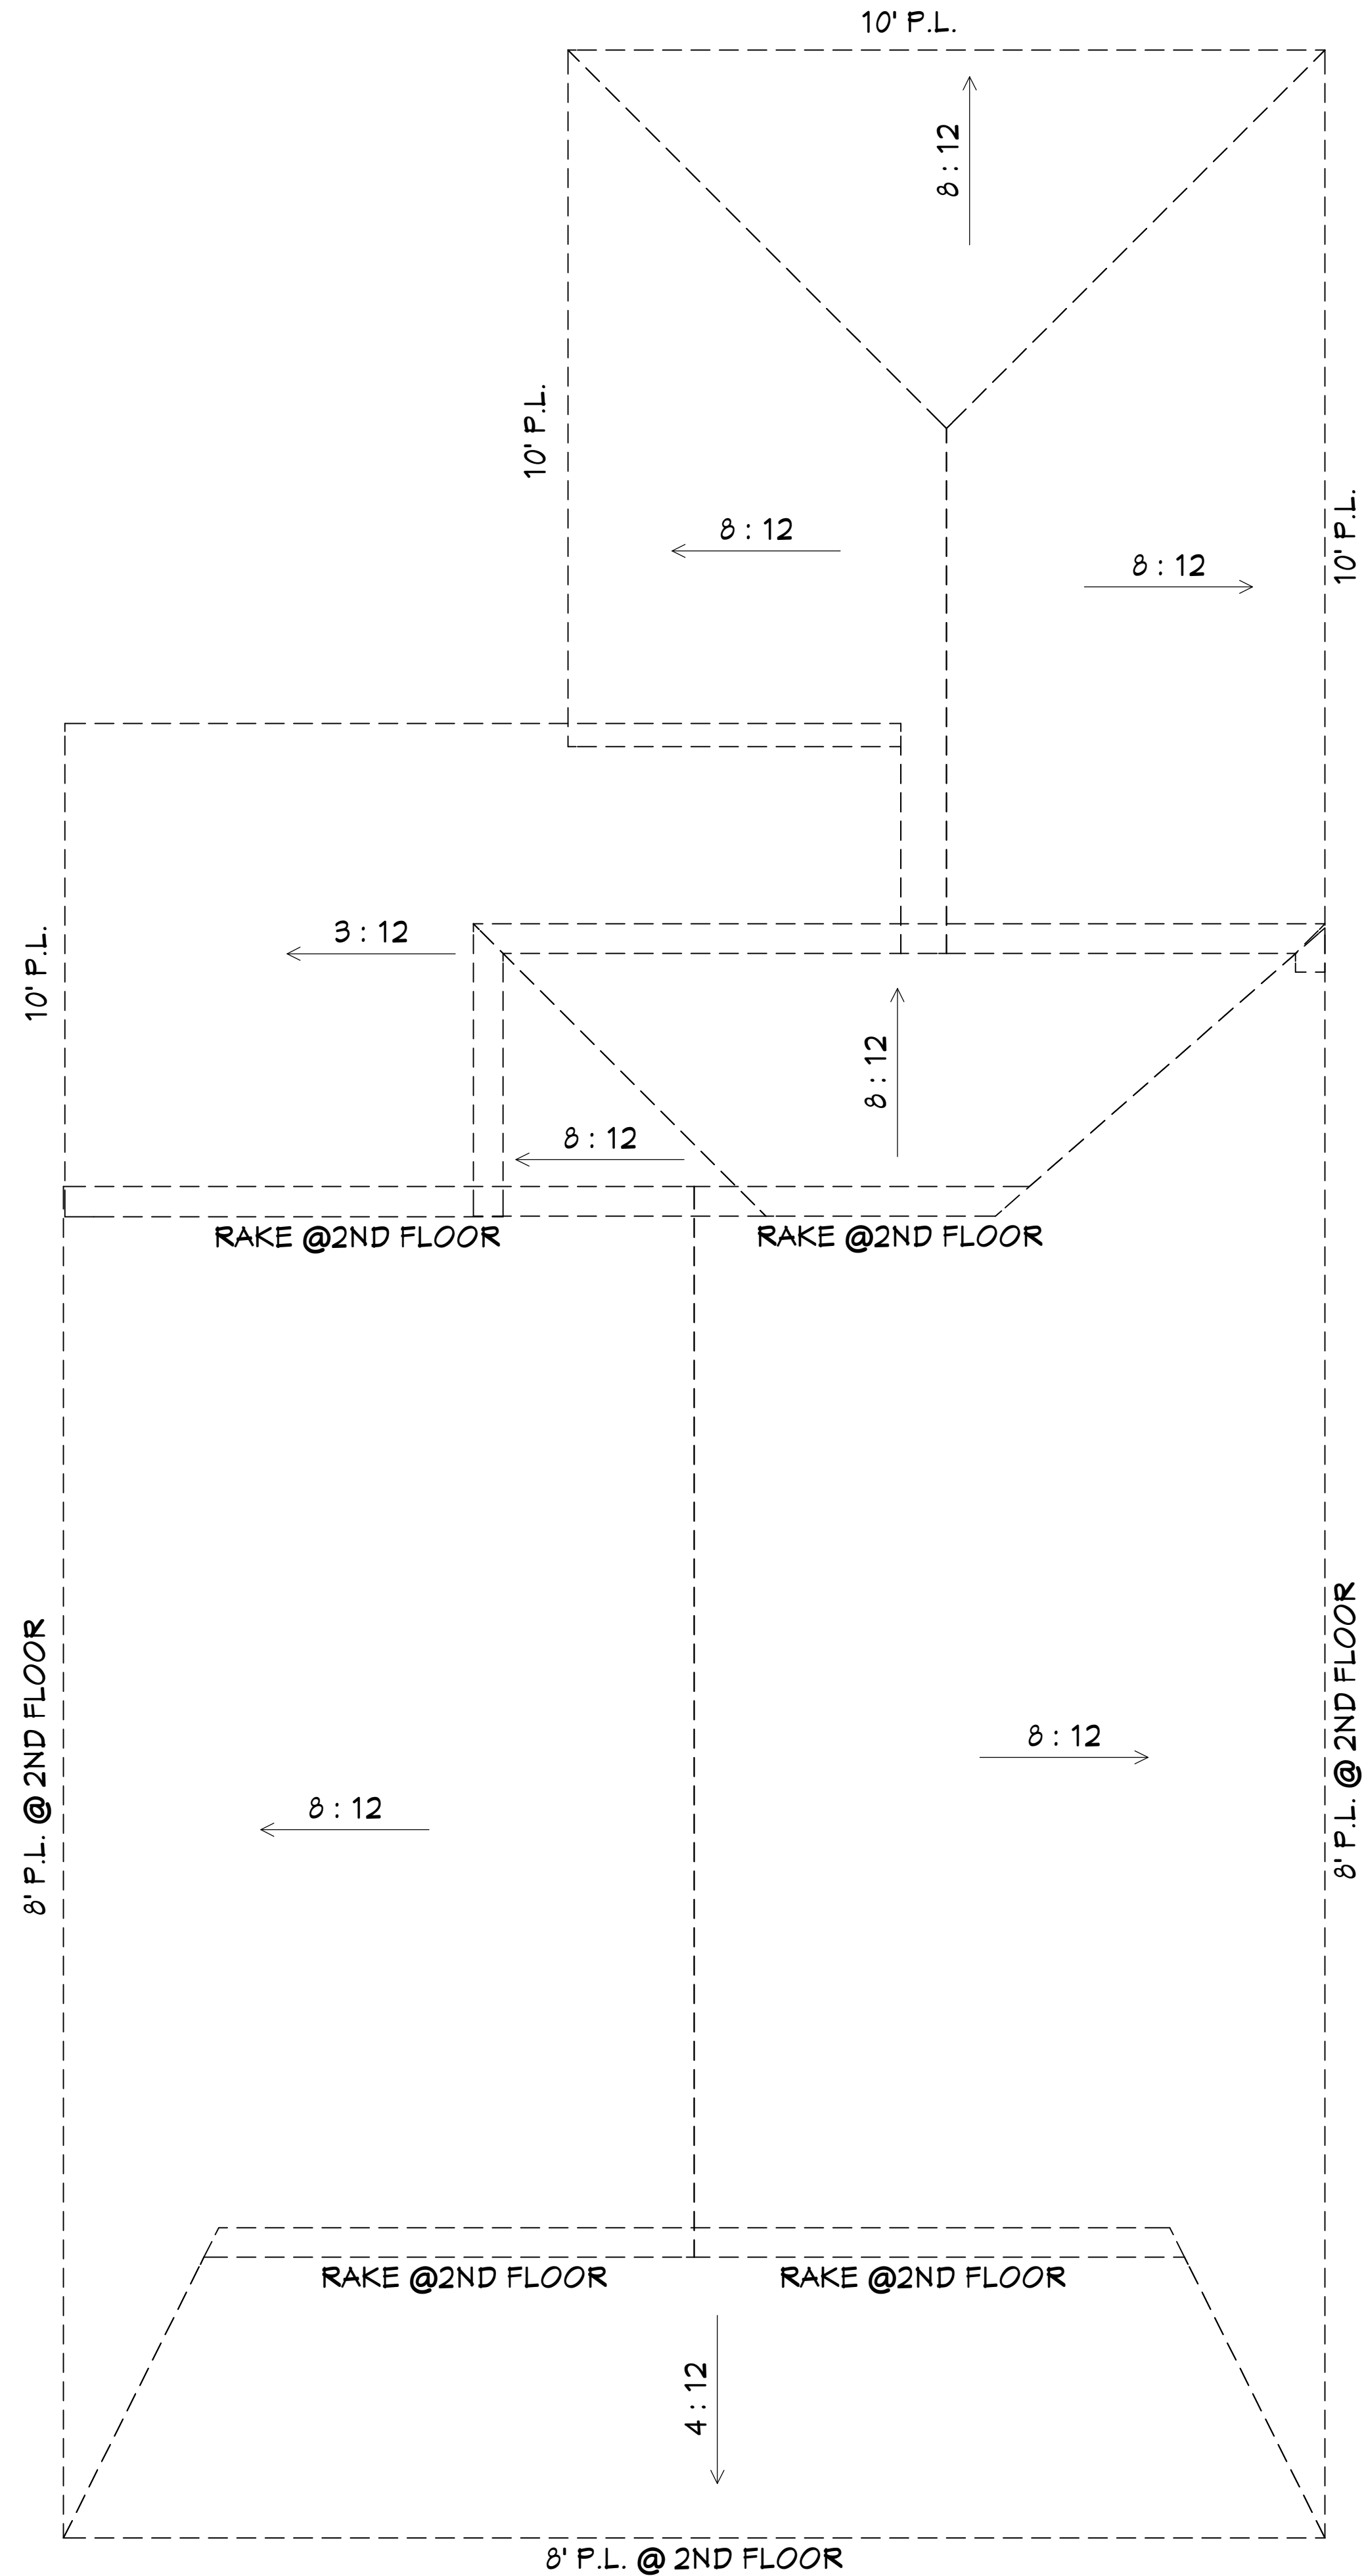 10' P.L.
8 : 12
10' P.L.
8 : 12
8 : 12
10' P.L.
3 : 12
10' P.L.
8 : 12
8 : 12
RAKE @2ND FLOOR
RAKE @2ND FLOOR
8' P.L. @ 2ND FLOOR
8 : 12
8' P.L. @ 2ND FLOOR
8 : 12
RAKE @2ND FLOOR
RAKE @2ND FLOOR
4 : 12
8' P.L. @ 2ND FLOOR